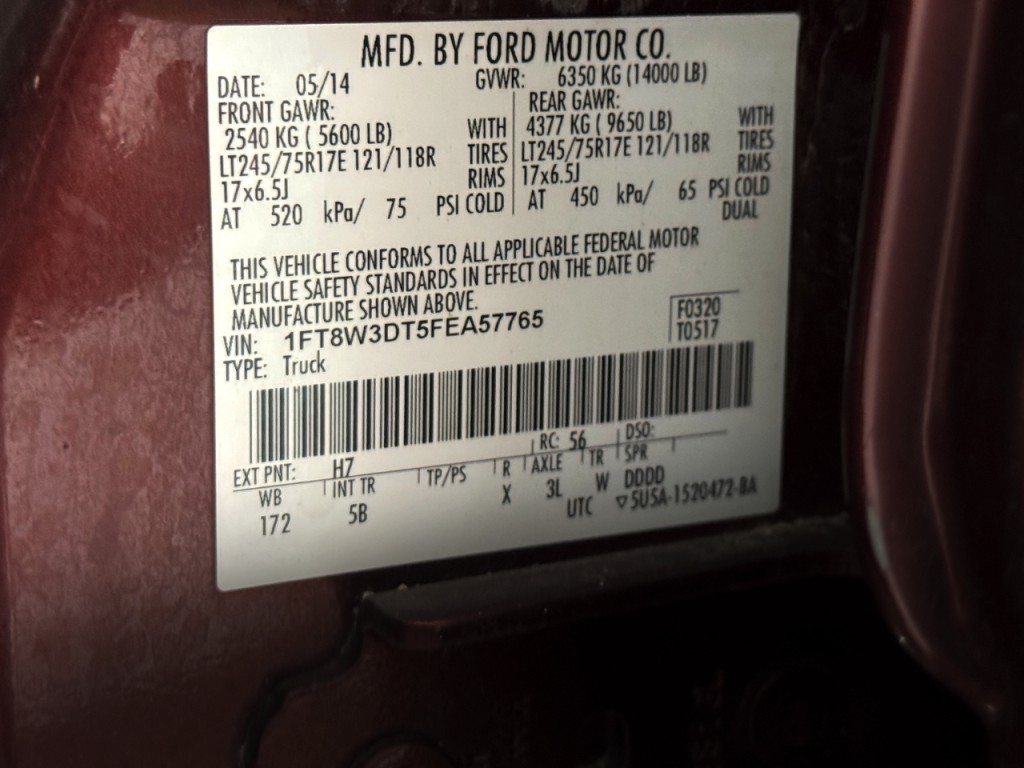 MFD. BY FORD MOTOR CO.
DATE: 05/14 GVWR: 6350 KG (14000 LB)
FRONT GAWR: REAR GAWR:
2540 KG ( 5600 LB) WITH 4377 KG ( 9650 LB) WITH
LT245/75R17E 121/118R TIRES LT245/75R17E 121/118R TIRES
17x6.5J RIMS 17x6.5J RIMS
AT 520 kPa/ 75 PSI COLD AT 450 kPa/ 65 PSI COLD
DUAL
THIS VEHICLE CONFORMS TO ALL APPLICABLE FEDERAL MOTOR
VEHICLE SAFETY STANDARDS IN EFFECT ON THE DATE OF
MANUFACTURE SHOWN ABOVE.
VIN: 1FT8W3DT5FEA57765 F0320
TYPE: Truck T0517
EXT PNT: H7 RC: 56 DSO:
WB INT TR TP/PS R AXLE TR SPR
172 5B X 3L W DDDD
UTC ▽5USA-1520472-BA